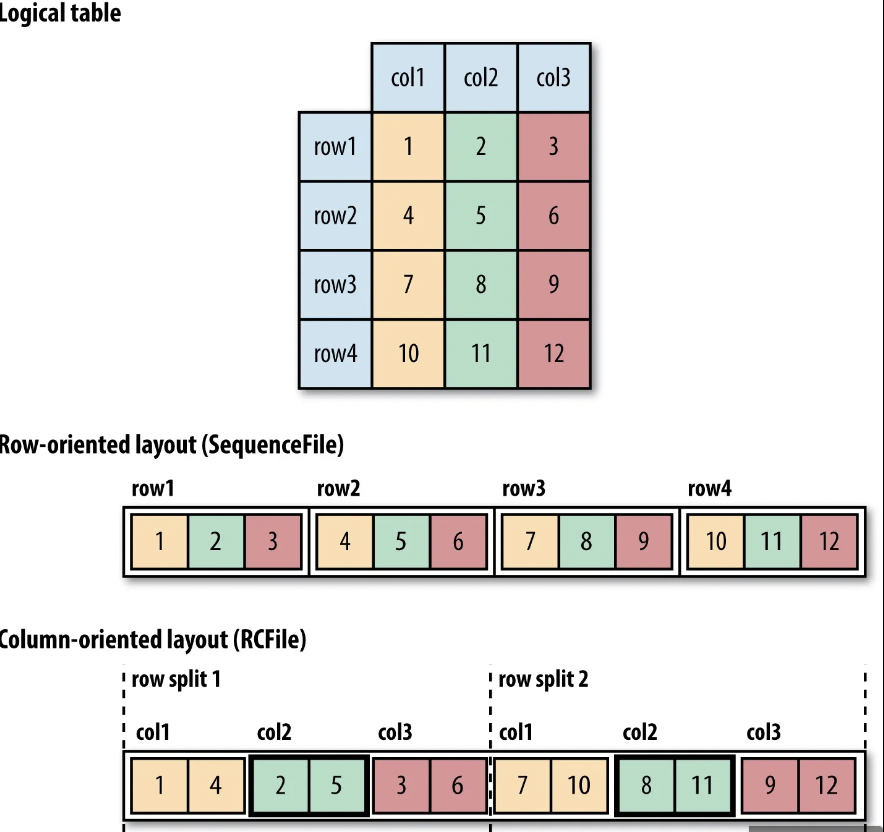 Logical table
col1 col2 col3
row1 1 2 3
row2 4 5 6
row3 7 8 9
row4 10 11 12
Row-oriented layout (SequenceFile)
row1 row2 row3 row4
1 2 3 4 5 6 7 8 9 10 11 12
Column-oriented layout (RCFile)
row split 1 row split 2
col1 col2 col3 col1 col2 col3
1 4 2 5 3 6 7 10 8 11 9 12